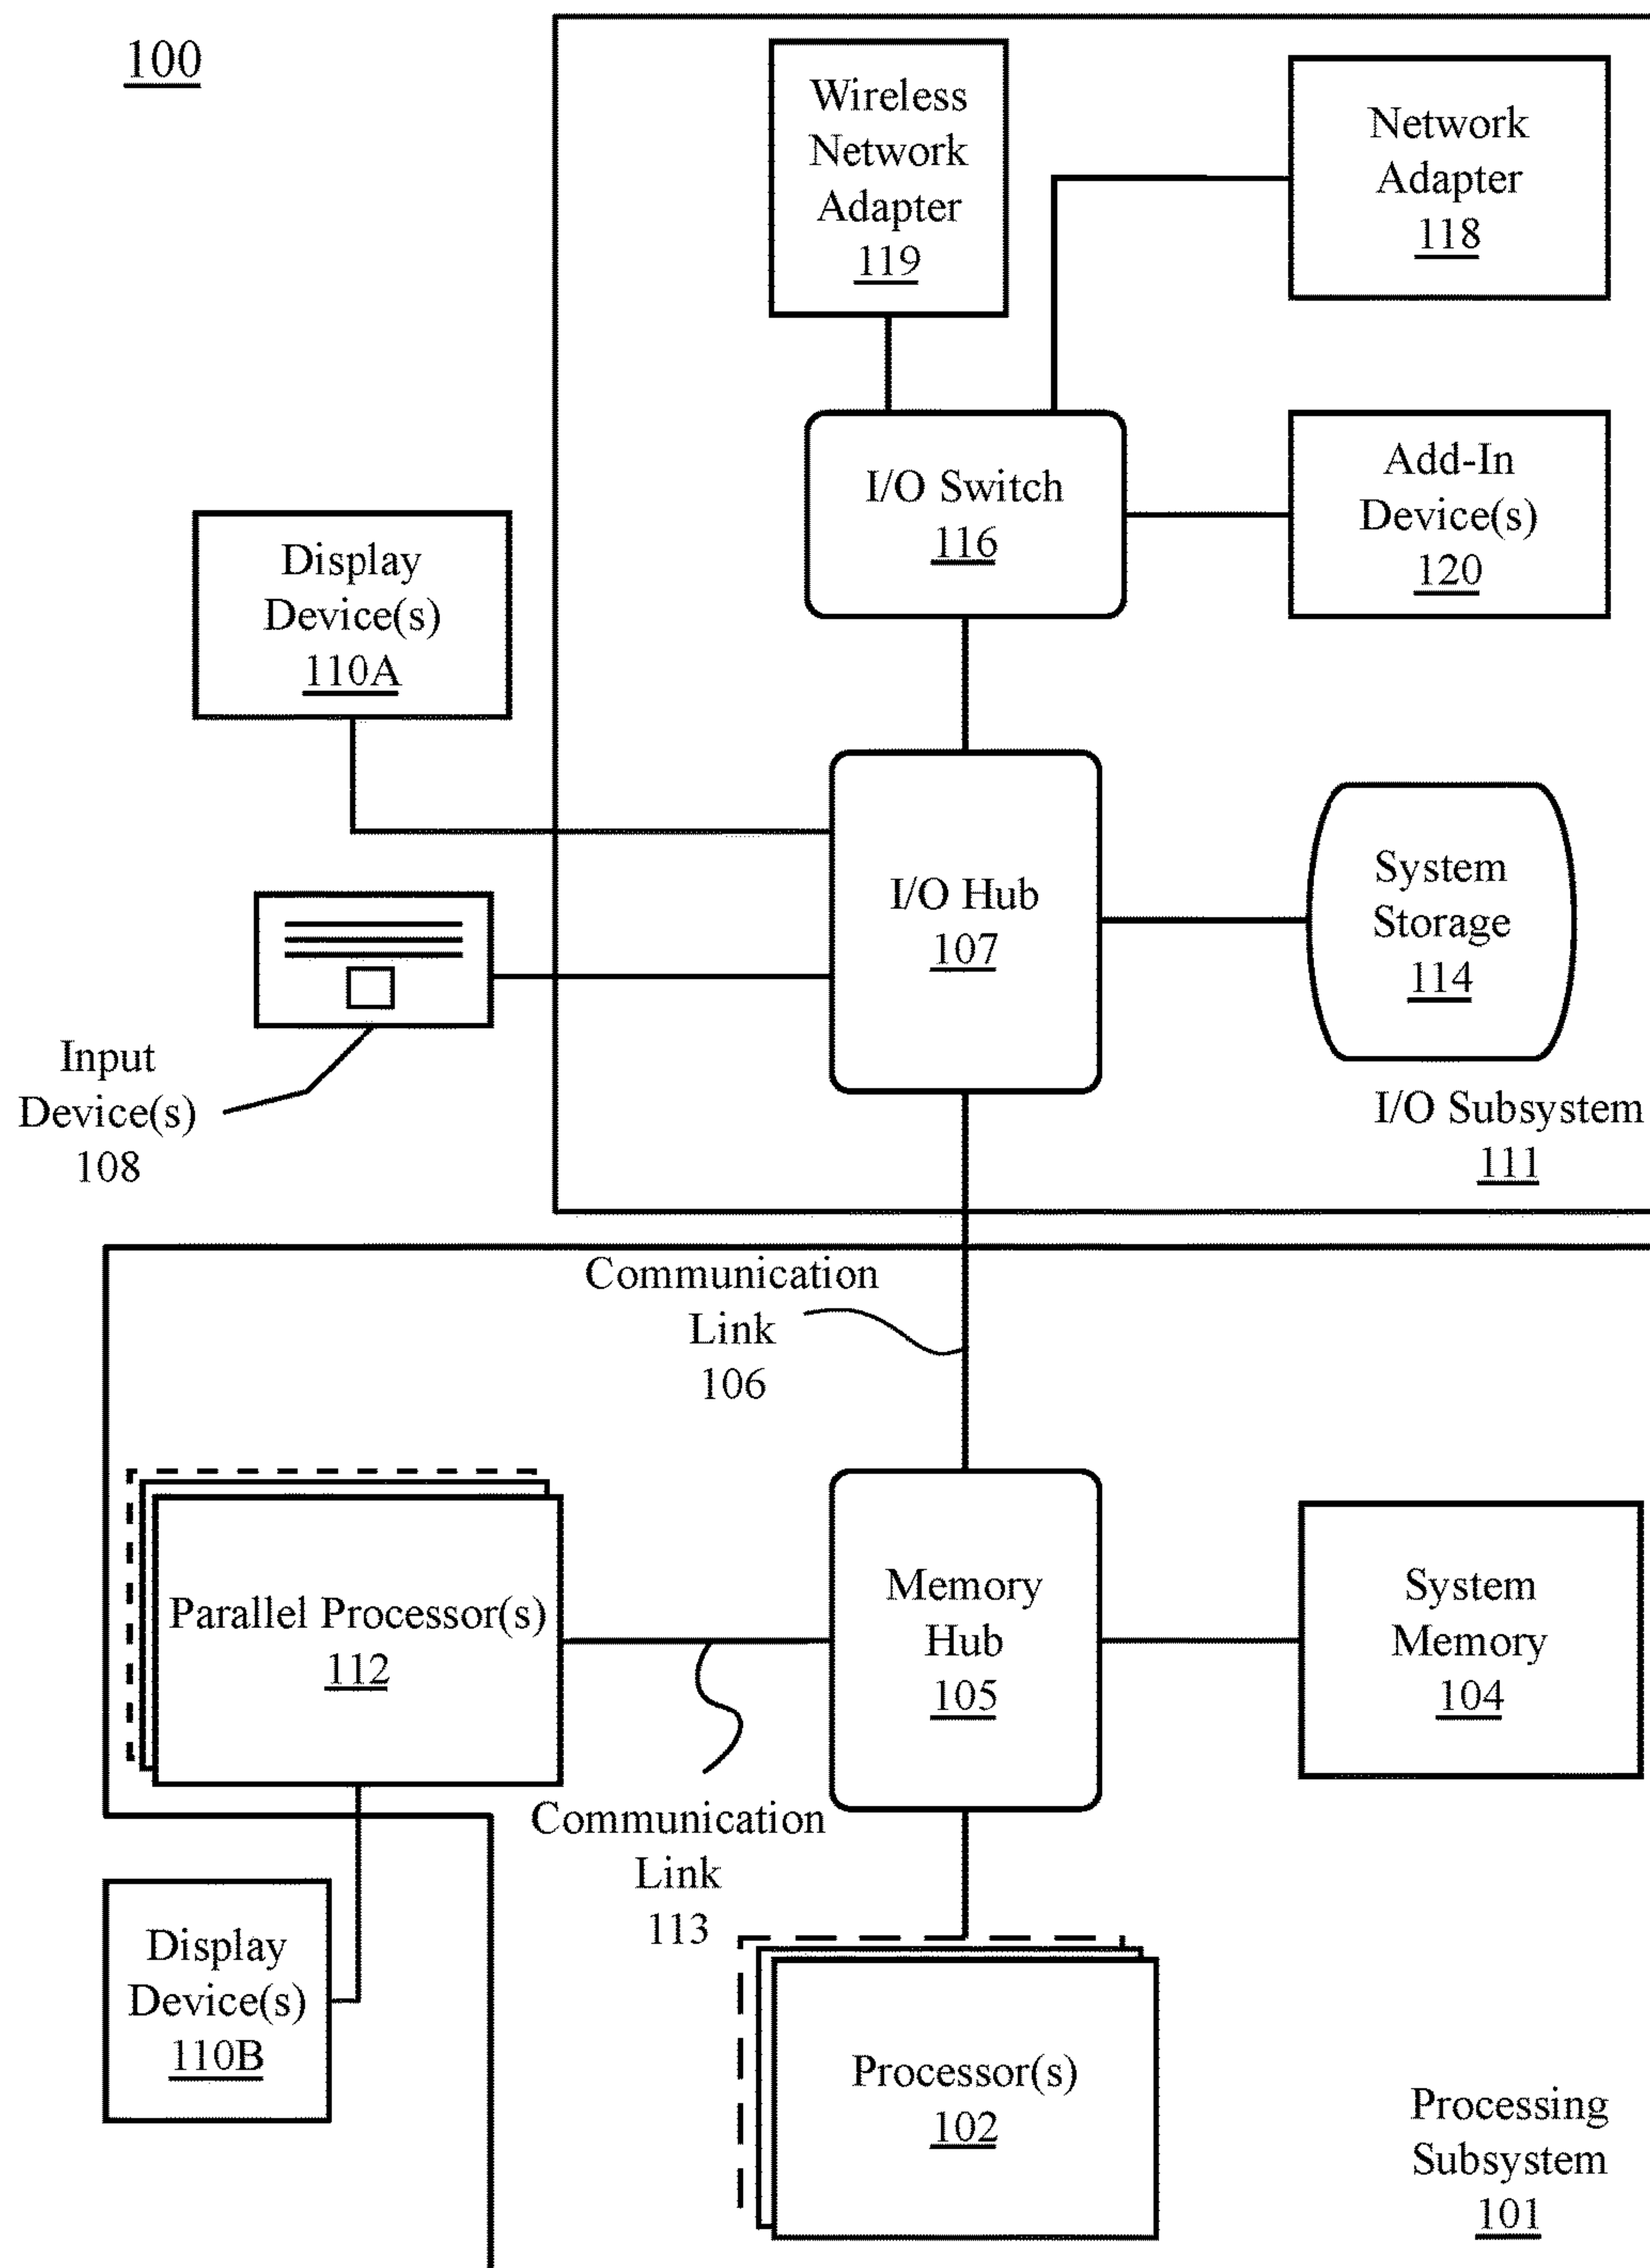 100
Wireless
Network
Adapter
119
Network
Adapter
118
I/O Switch
116
Add-In
Device(s)
120
Display
Device(s)
110A
I/O Hub
107
System
Storage
114
Input
Device(s)
108
I/O Subsystem
111
Communication
Link
106
Parallel Processor(s)
112
Memory
Hub
105
System
Memory
104
Communication
Link
113
Display
Device(s)
110B
Processor(s)
102
Processing
Subsystem
101